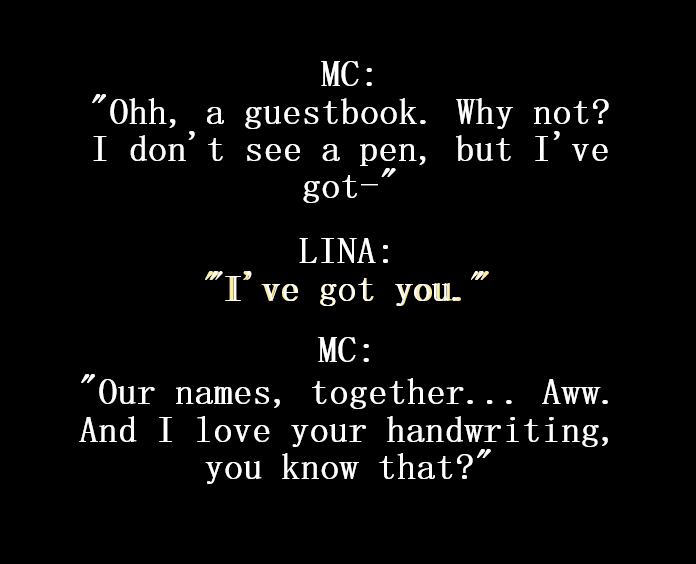 MC:
"Ohh, a guestbook. Why not?
I don't see a pen, but I've
got—"
LINA:
"'I've got you.'"
MC:
"Our names, together... Aww.
And I love your handwriting,
you know that?"